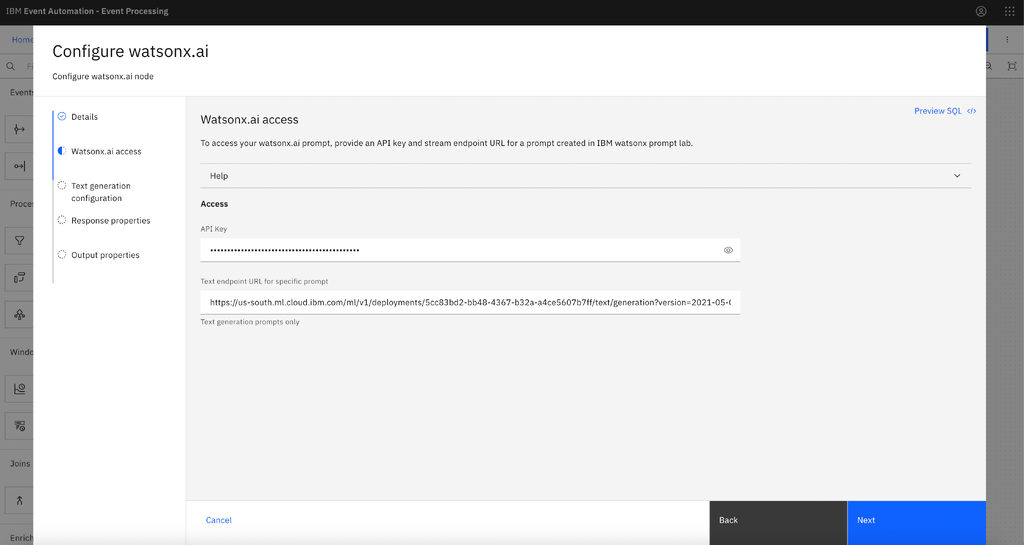 IBM Event Automation - Event Processing
Home
Configure watsonx.ai
Configure watsonx.ai node
Events
Details
Watsonx.ai access
Text generation
configuration
Response properties
Output properties
Preview SQL </>
Watsonx.ai access
To access your watsonx.ai prompt, provide an API key and stream endpoint URL for a prompt created in IBM watsonx prompt lab.
Help
Access
API Key
••••••••••••••••••••••••••••••••••••••••••••
Text endpoint URL for specific prompt
https://us-south.ml.cloud.ibm.com/ml/v1/deployments/5cc83bd2-bb48-4367-b32a-a4ce5607b7ff/text/generation?version=2021-05-
Text generation prompts only
Proce
Windo
Joins
Enrich
Cancel
Back
Next